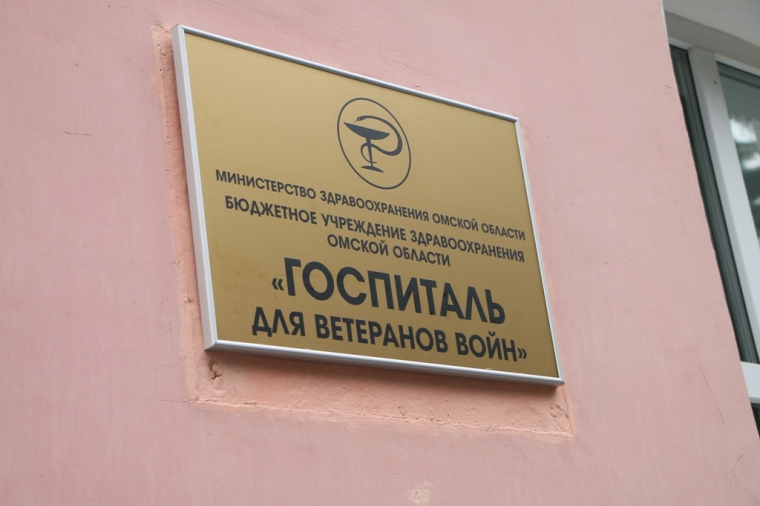 МИНИСТЕРСТВО ЗДРАВООХРАНЕНИЯ ОМСКОЙ ОБЛАСТИ
БЮДЖЕТНОЕ УЧРЕЖДЕНИЕ ЗДРАВООХРАНЕНИЯ
ОМСКОЙ ОБЛАСТИ
«ГОСПИТАЛЬ
ДЛЯ ВЕТЕРАНОВ ВОЙН»